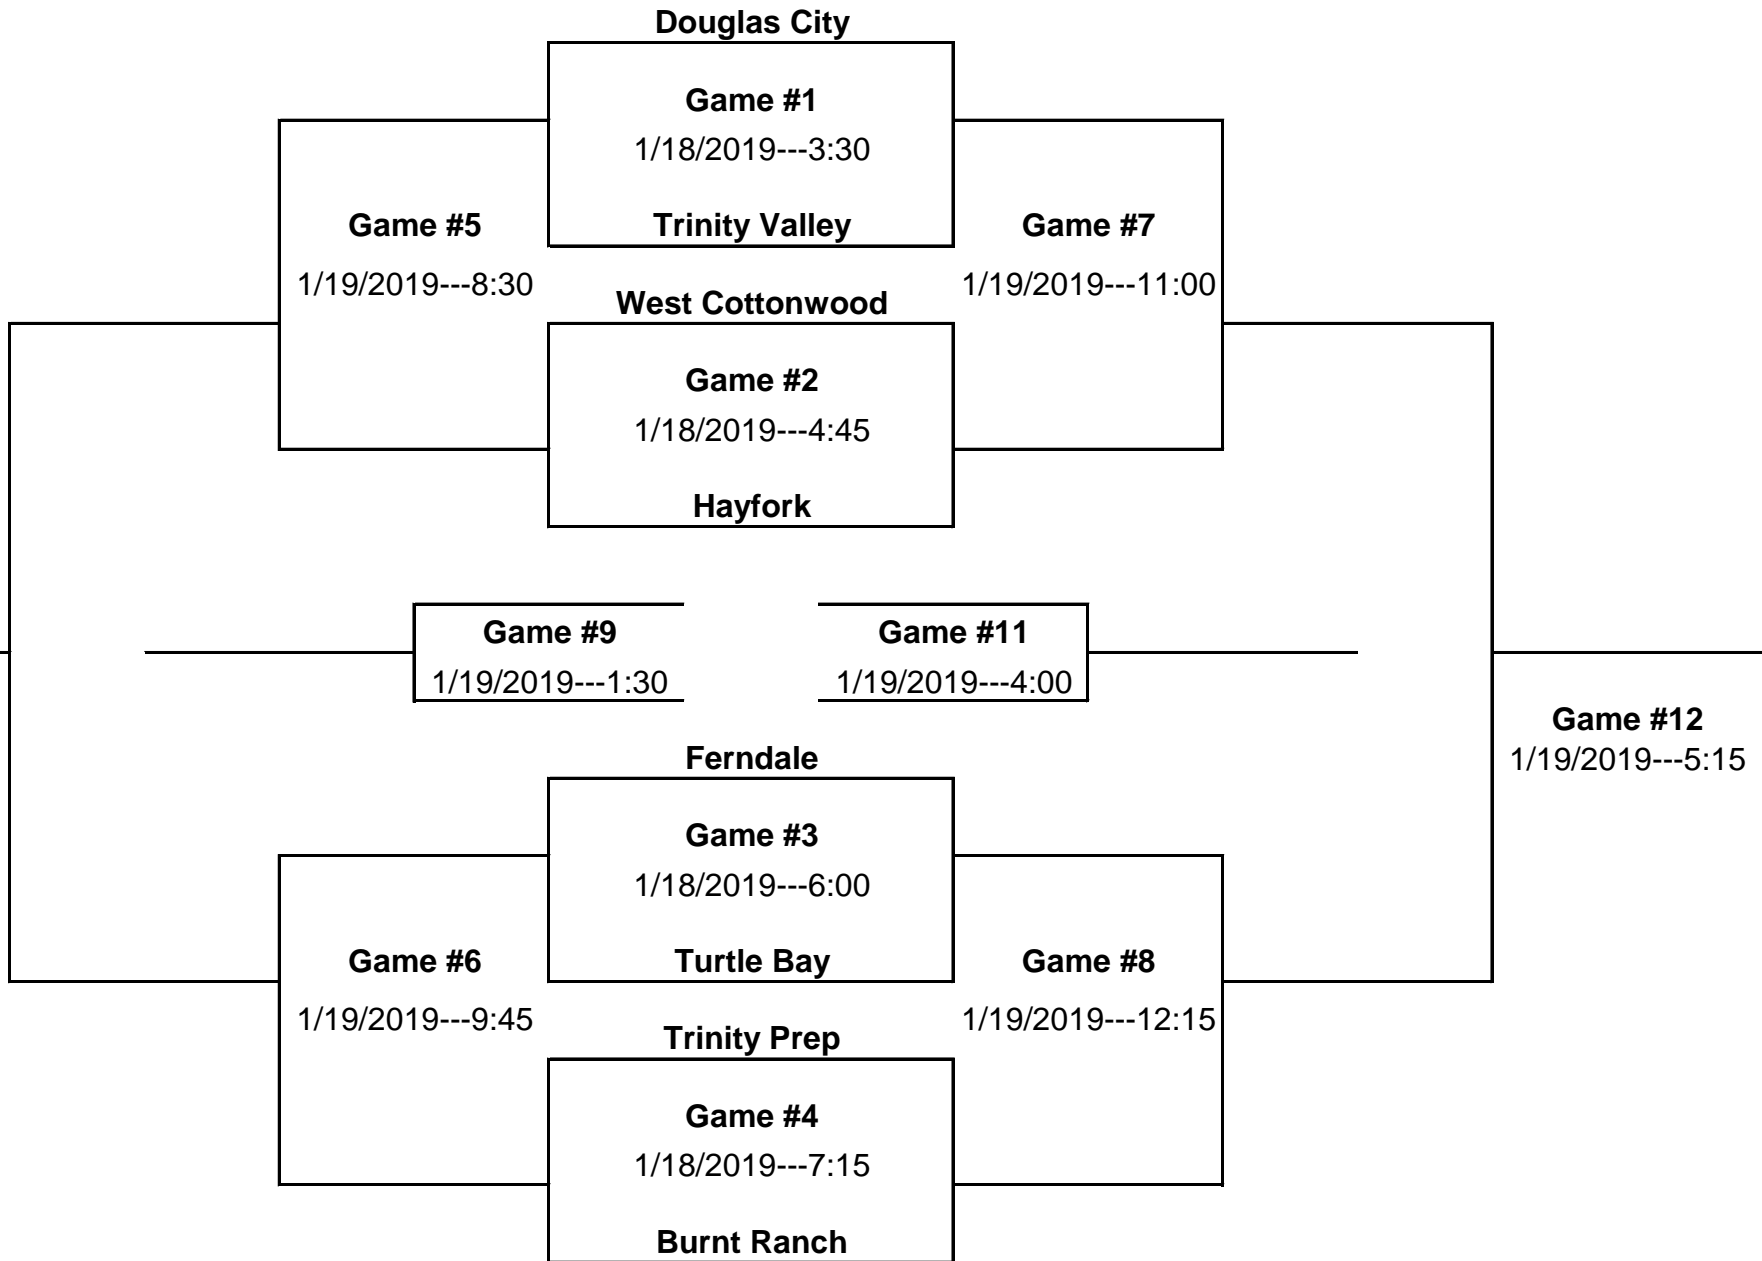 Douglas City
Game #1
1/18/2019---3:30
Game #5
Trinity Valley
Game #7
1/19/2019---8:30
West Cottonwood
1/19/2019---11:00
Game #2
1/18/2019---4:45
Hayfork
Game #9
Game #11
1/19/2019---1:30
1/19/2019---4:00
Game #12
1/19/2019---5:15
Ferndale
Game #3
1/18/2019---6:00
Game #6
Turtle Bay
Game #8
1/19/2019---9:45
Trinity Prep
1/19/2019---12:15
Game #4
1/18/2019---7:15
Burnt Ranch